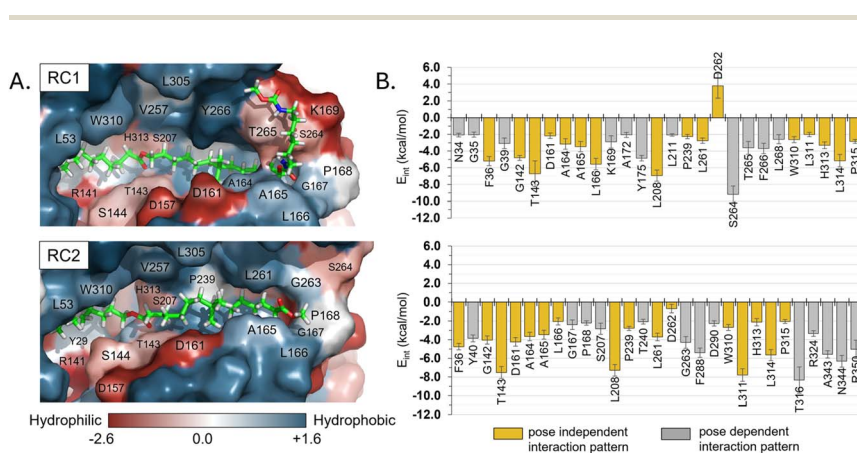 A.
RC1
L305
V257
Y266
K169
W310
L53
H313 S207
T265
S264
P168
R141
T143
A164
G167
S144
D157
D161
A165
L166
RC2
L305
V257
L261
S264
P239
G263
W310
H313
L53
S207
P168
Y29
T143
A165
G167
R141
S144
D161
L166
D157
Hydrophilic
Hydrophobic
-2.6
0.0
+1.6
B.
E int (kcal/mol)
6.0
4.0
2.0
0.0
-2.0
-4.0
-6.0
-8.0
-10.0
-12.0
N34 G35 F36 G39 G142 T143 D161 A164 A165 L166 K169 A172 Y175 L208 L211 P239 L261 D262 S264 T265 F266 L268 W310 L311 H313 L314 P315
E int (kcal/mol)
6.0
4.0
2.0
0.0
-2.0
-4.0
-6.0
-8.0
-10.0
-12.0
F36 Y40 G142 T143 D161 A164 A165 L166 G167 P168 S207 L208 P239 T240 L261 D262 G263 F288 D290 W310 L311 H313 L314 P315 T316 R324 A343 N344
pose independent
interaction pattern
pose dependent
interaction pattern